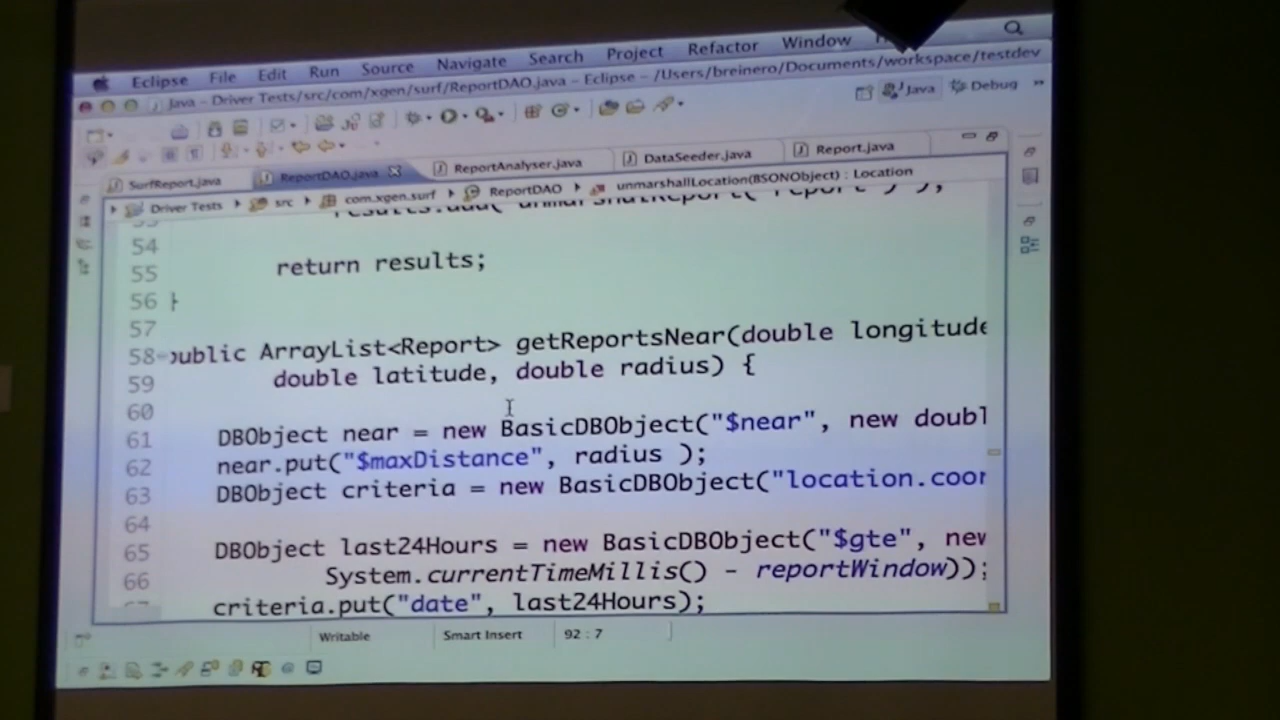 Eclipse File Edit Run Source Navigate Search Project Refactor Window
Java – Driver Tests/src/com/xgen/surf/ReportDAO.java – Eclipse – /Users/breinero/Documents/workspace/testdev
Java Debug
SurfReport.java ReportDAO.java ReportAnalyser.java DataSeeder.java Report.java
Driver Tests src com.xgen.surf ReportDAO unmarshallLocation(BSONObject) : Location
54
55 return results;
56 }
57
58 public ArrayList<Report> getReportsNear(double longitude
59 double latitude, double radius) {
60
61 DBObject near = new BasicDBObject("$near", new doubl
62 near.put("$maxDistance", radius );
63 DBObject criteria = new BasicDBObject("location.coor
64
65 DBObject last24Hours = new BasicDBObject("$gte", new
66 System.currentTimeMillis() - reportWindow));
criteria.put("date", last24Hours);
Writable Smart Insert 92 : 7